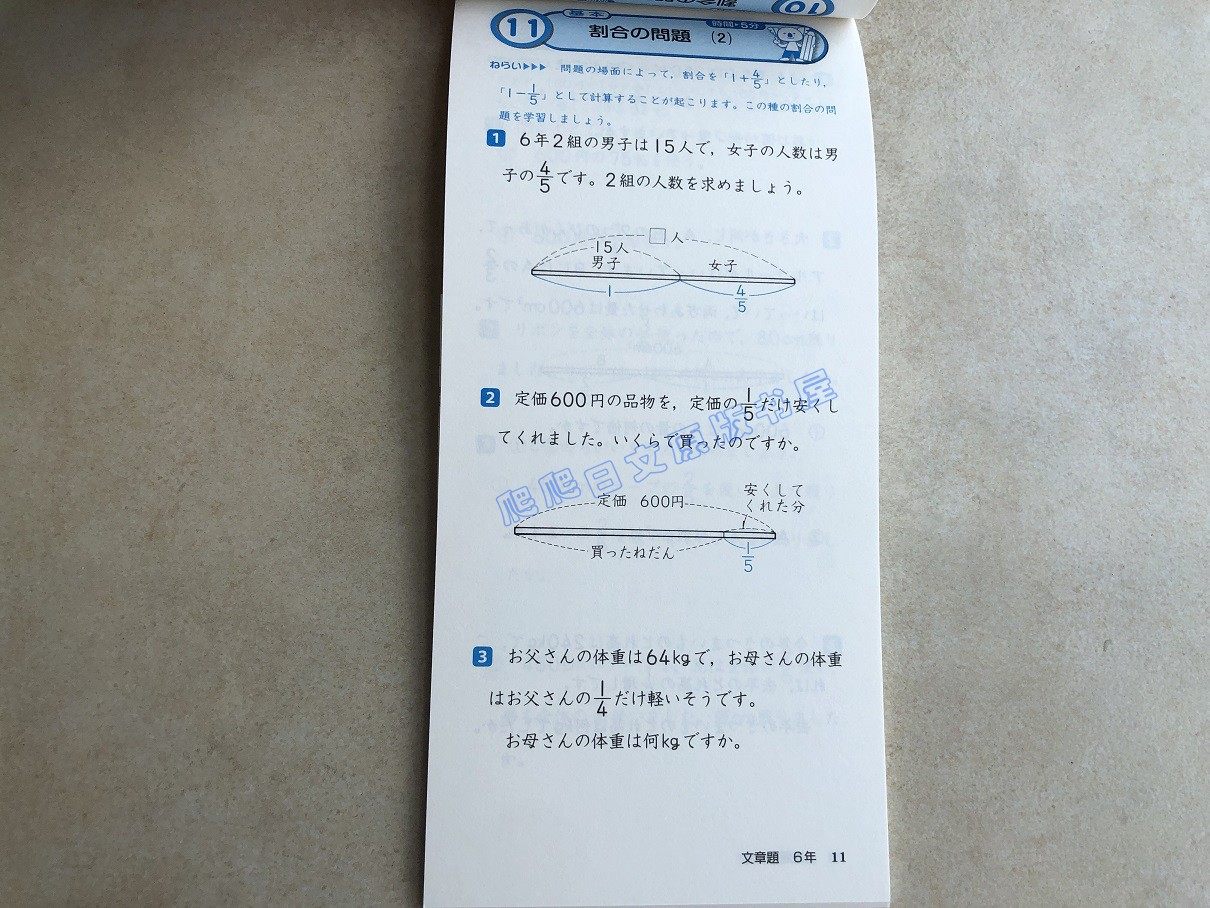 10
11
基本
時間・5分
割合の問題 (2)
ねらい▶▶▶ 問題の場面によって，割合を「1+4/5」としたり，
「1−1/5」として計算することが起こります。この種の割合の問
題を学習しましょう。
1 6年2組の男子は15人で，女子の人数は男
子の4/5です。2組の人数を求めましょう。
□人
15人
男子 女子
1 4/5
2 定価600円の品物を，定価の1/5だけ安くし
てくれました。いくらで買ったのですか。
爬爬日文原版书屋
安くして
定価 600円 くれた分
買ったねだん 1/5
3 お父さんの体重は64kgで，お母さんの体重
はお父さんの1/4だけ軽いそうです。
お母さんの体重は何kgですか。
文章題 6年 11